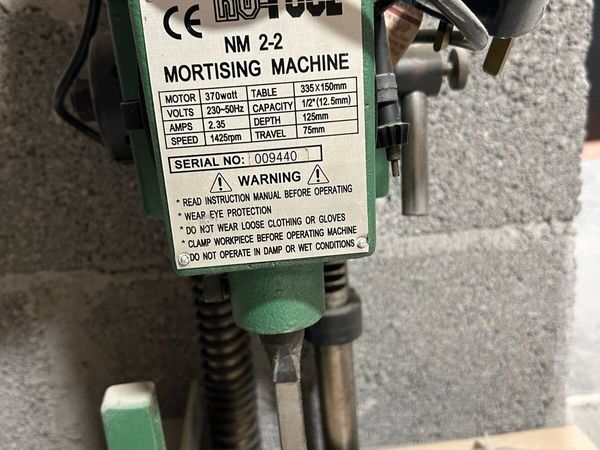 CE NU-TOOL
NM 2-2
MORTISING MACHINE
MOTOR 370watt TABLE 335X150mm
VOLTS 230~50Hz CAPACITY 1/2"(12.5mm)
AMPS 2.35 DEPTH 125mm
SPEED 1425rpm TRAVEL 75mm
SERIAL NO: 009440
WARNING
* READ INSTRUCTION MANUAL BEFORE OPERATING
* WEAR EYE PROTECTION
* DO NOT WEAR LOOSE CLOTHING OR GLOVES
* CLAMP WORKPIECE BEFORE OPERATING MACHINE
DO NOT OPERATE IN DAMP OR WET CONDITIONS